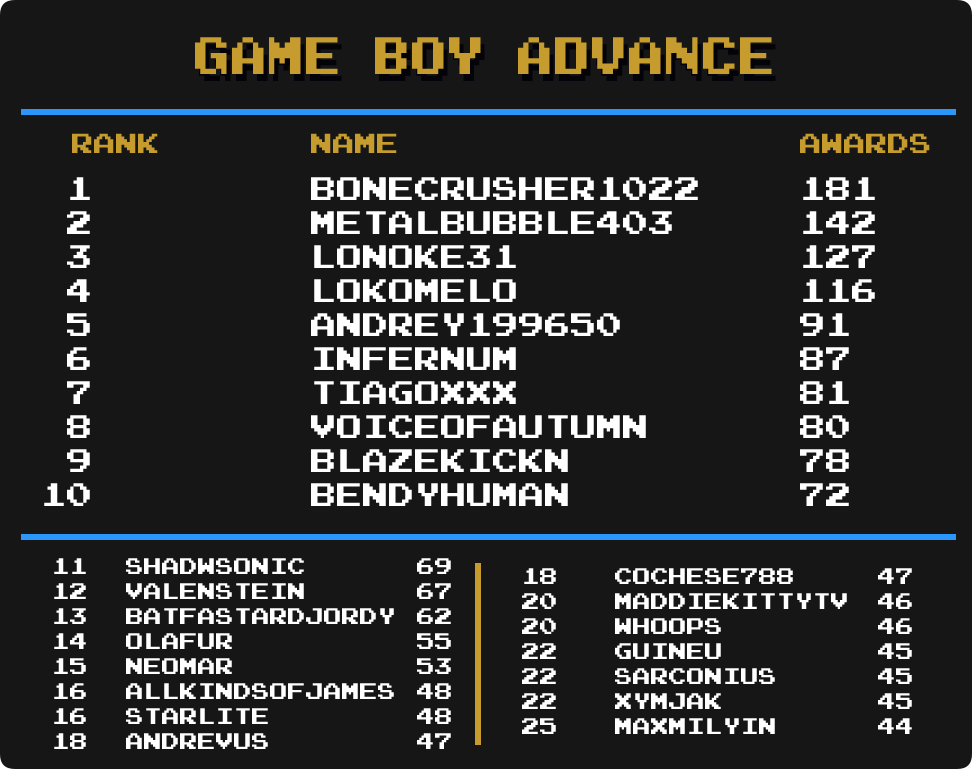 GAME BOY ADVANCE
RANK NAME AWARDS
1 BONECRUSHER1022 181
2 METALBUBBLE403 142
3 LONOKE31 127
4 LOKOMELO 116
5 ANDREY199650 91
6 INFERNUM 87
7 TIAGOXXX 81
8 VOICEOFAUTUMN 80
9 BLAZEKICKN 78
10 BENDYHUMAN 72
11 SHADWSONIC 69
12 VALENSTEIN 67
13 BATFASTARDJORDY 62
14 OLAFUR 55
15 NEOMAR 53
16 ALLKINDSOFJAMES 48
16 STARLITE 48
18 ANDREVUS 47
18 COCHESE788 47
20 MADDIEKITTYTV 46
20 WHOOPS 46
22 GUINEU 45
22 SARCONIUS 45
22 XYMJAK 45
25 MAXMILYIN 44